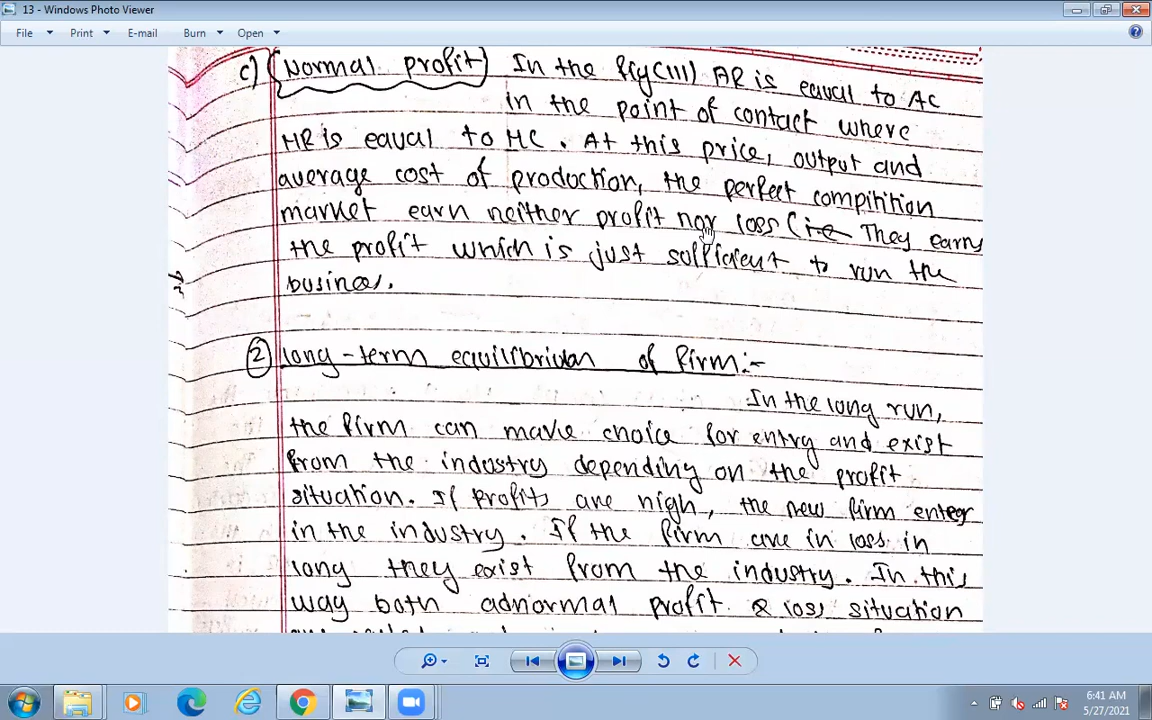 13 - Windows Photo Viewer
File Print E-mail Burn Open
c) Normal profit In the fig(III) AR is equal to AC
in the point of contact where
MR is equal to MC. At this price, output and
average cost of production, the perfect compitition
market earn neither profit nor loss (i.e They earns
the profit which is just sufficient to run the
busines.
② long-term equilibrium of firm:-
In the long run,
the firm can make choice for entry and exist
from the industry depending on the profit
situation. If profits are high, the new firm enter
in the industry. If the firm are in loss in
long they exist from the industry. In this
way both adnormal profit & loss situation
6:41 AM
5/27/2021